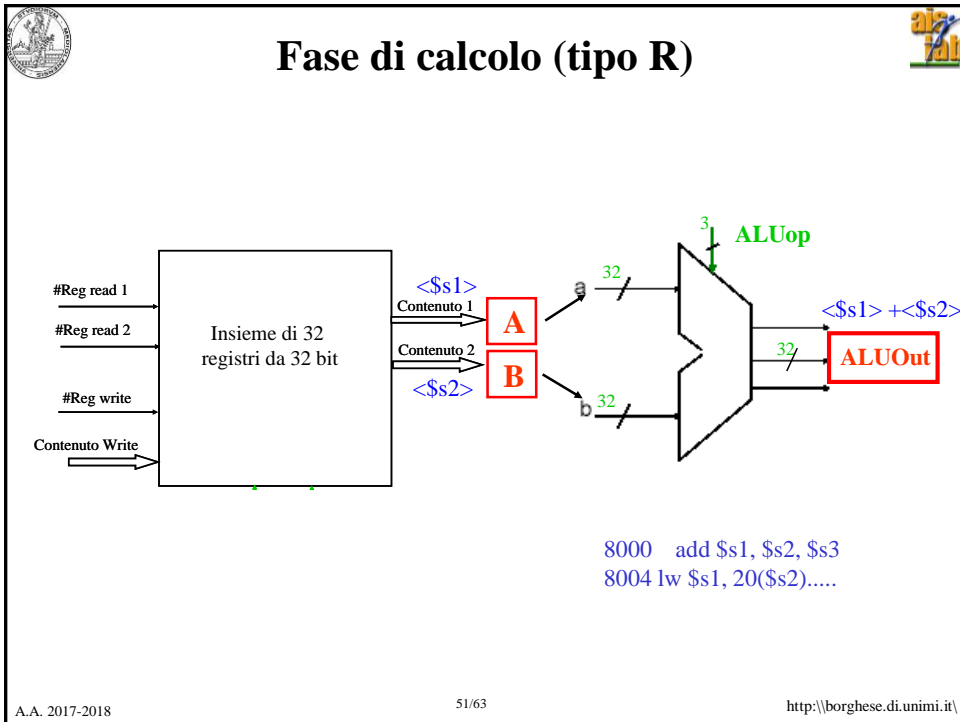 Fase di calcolo (tipo R)
3
ALUop
#Reg read 1
#Reg read 2
#Reg write
Contenuto Write
Insieme di 32
registri da 32 bit
<$s1>
Contenuto 1
Contenuto 2
<$s2>
A
B
a
32
b
32
<$s1> +<$s2>
32
ALUOut
8000 add $s1, $s2, $s3
8004 lw $s1, 20($s2).....
A.A. 2017-2018
51/63
http:\\borghese.di.unimi.it\